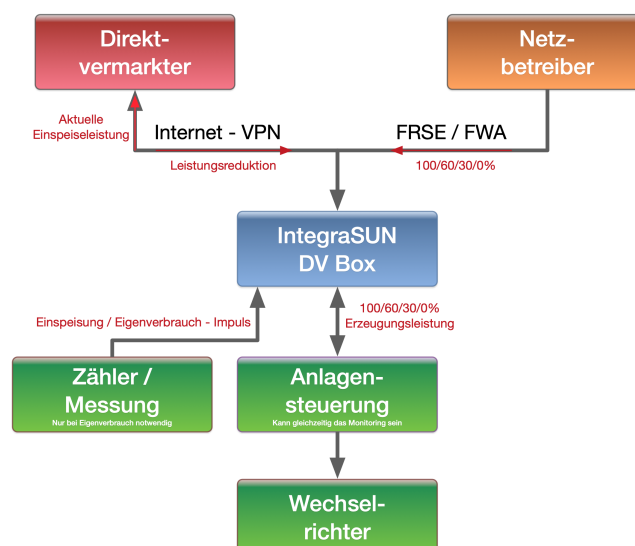 Direkt-
vermarkter
Netz-
betreiber
Aktuelle
Einspeiseleistung
Internet - VPN
FRSE / FWA
Leistungsreduktion
100/60/30/0%
IntegraSUN
DV Box
Einspeisung / Eigenverbrauch - Impuls
100/60/30/0%
Erzeugungsleistung
Zähler /
Messung
Nur bei Eigenverbrauch notwendig
Anlagen-
steuerung
Kann gleichzeitig das Monitoring sein
Wechsel-
richter